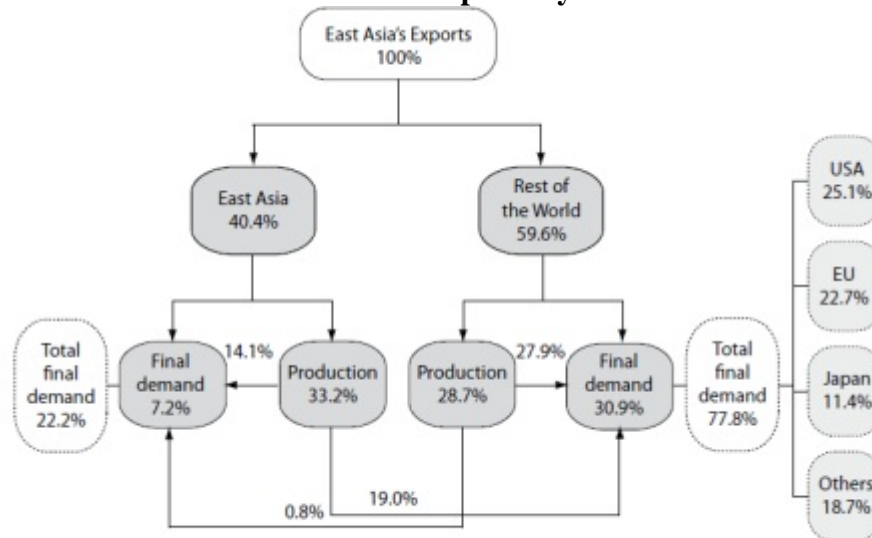 East Asia's Exports
100%
East Asia
40.4%
Rest of
the World
59.6%
USA
25.1%
EU
22.7%
Japan
11.4%
Others
18.7%
Total
final
demand
22.2%
Final
demand
7.2%
14.1%
Production
33.2%
Production
28.7%
27.9%
Final
demand
30.9%
Total
final
demand
77.8%
0.8%
19.0%